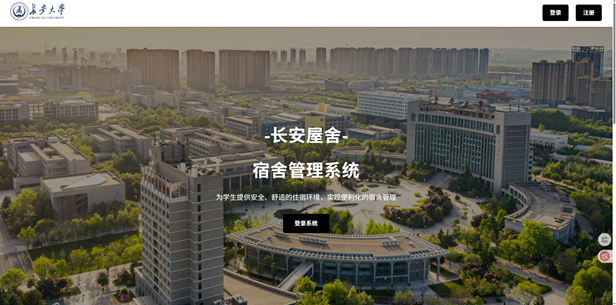 长安大学
CHANG'AN UNIVERSITY
登录
注册
-长安屋舍-
宿舍管理系统
为学生提供安全、舒适的住宿环境，实现便利化的宿舍管理
登录系统